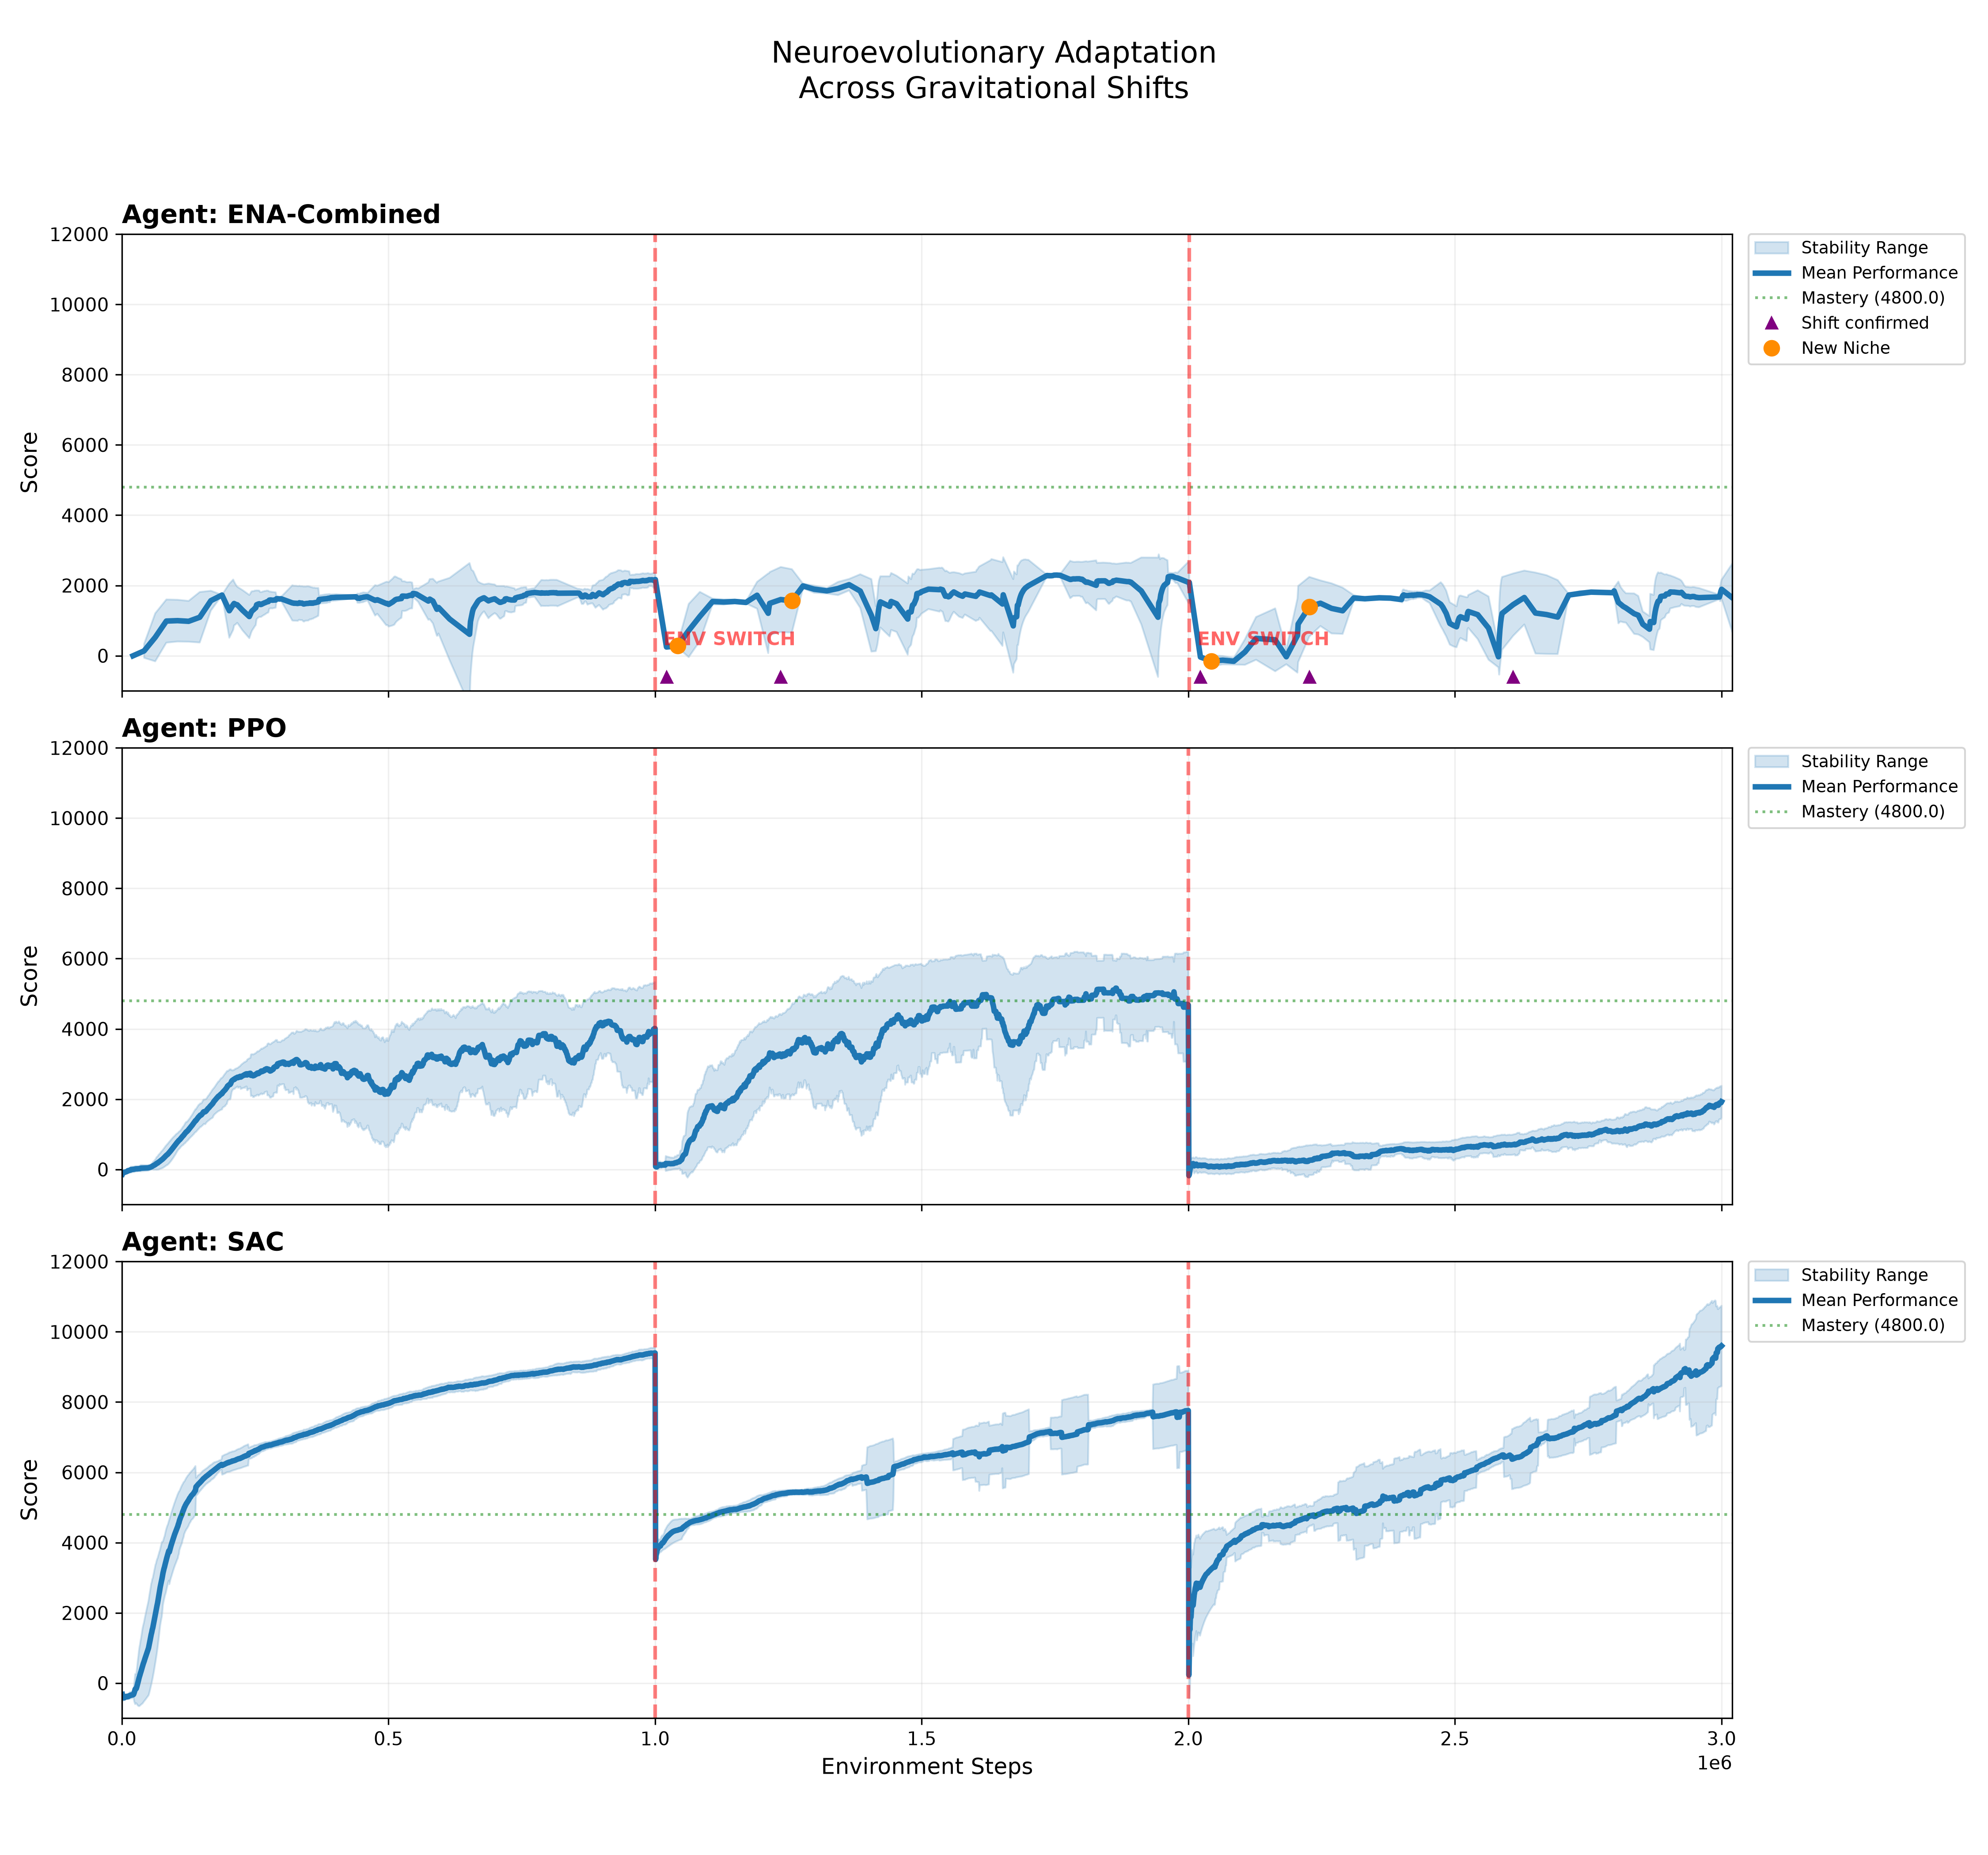 Neuroevolutionary Adaptation
Across Gravitational Shifts
Agent: ENA-Combined
12000
10000
8000
6000
4000
2000
0
Score
ENV SWITCH
ENV SWITCH
Stability Range
Mean Performance
Mastery (4800.0)
Shift confirmed
New Niche
Agent: PPO
12000
10000
8000
6000
4000
2000
0
Score
Stability Range
Mean Performance
Mastery (4800.0)
Agent: SAC
12000
10000
8000
6000
4000
2000
0
Score
Stability Range
Mean Performance
Mastery (4800.0)
0.0 0.5 1.0 1.5 2.0 2.5 3.0
1e6
Environment Steps